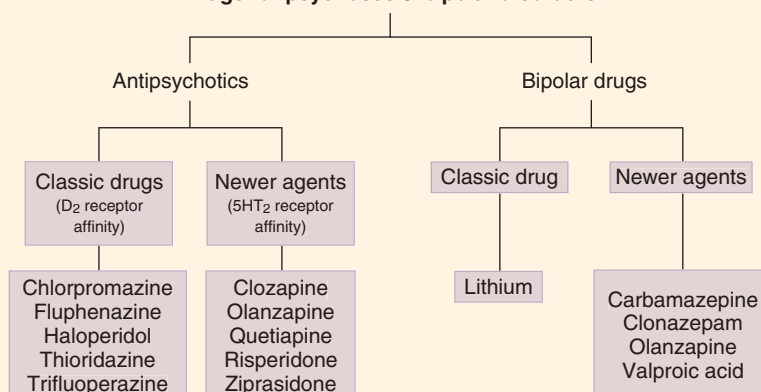 Antipsychotics
Bipolar drugs
Classic drugs
(D2 receptor
affinity)
Newer agents
(5HT2 receptor
affinity)
Classic drug
Newer agents
Chlorpromazine
Fluphenazine
Haloperidol
Thioridazine
Trifluoperazine
Clozapine
Olanzapine
Quetiapine
Risperidone
Ziprasidone
Lithium
Carbamazepine
Clonazepam
Olanzapine
Valproic acid